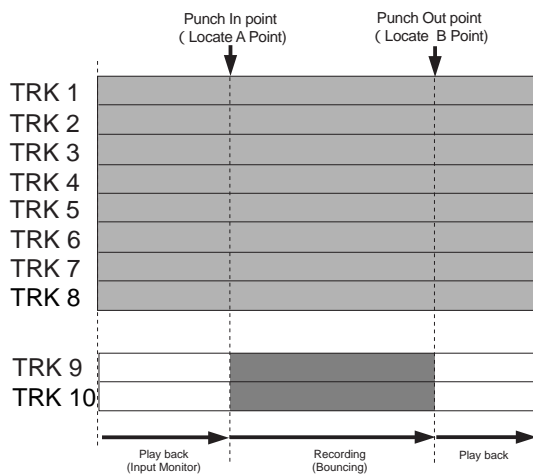 Punch In point
( Locate A Point)
Punch Out point
( Locate B Point)
TRK 1
TRK 2
TRK 3
TRK 4
TRK 5
TRK 6
TRK 7
TRK 8
TRK 9
TRK 10
Play back
(Input Monitor)
Recording
(Bouncing)
Play back